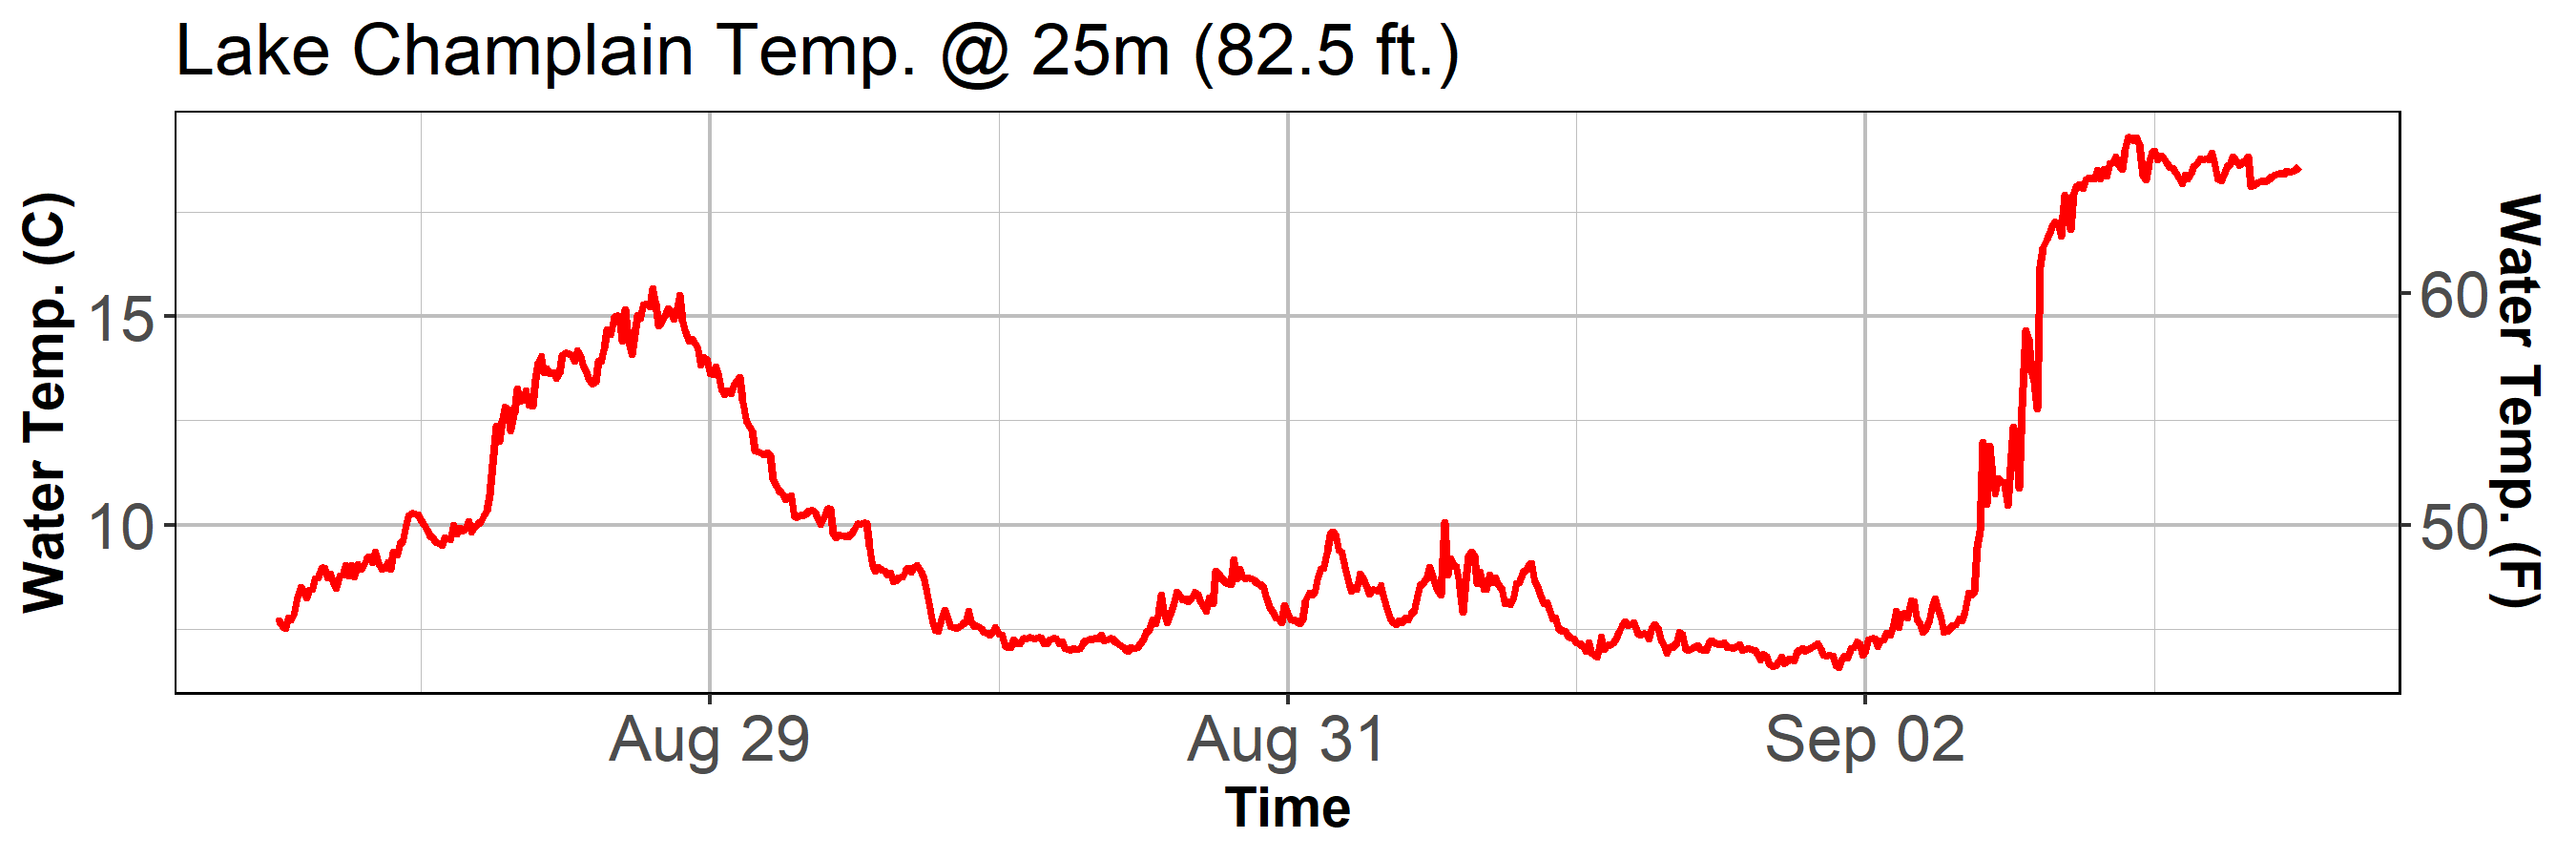 Lake Champlain Temp. @ 25m (82.5 ft.)
Water Temp. (C)
15
10
60
50
Water Temp. (F)
Aug 29
Aug 31
Sep 02
Time